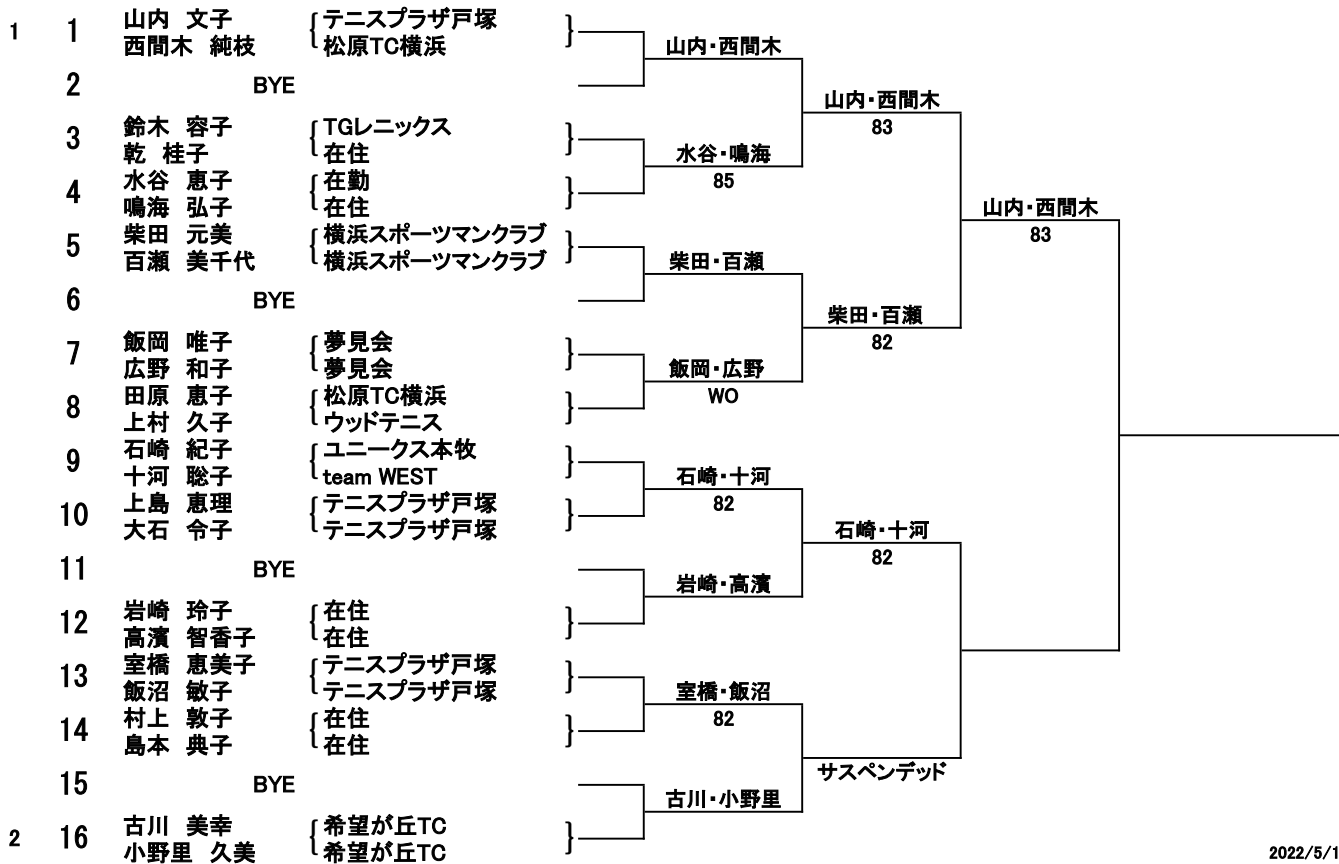 1 1 山内 文子 テニスプラザ戸塚
西間木 純枝 松原TC横浜
山内・西間木
2 BYE
山内・西間木
83
3 鈴木 容子 TGレニックス
乾 桂子 在住
水谷・鳴海
85
4 水谷 恵子 在勤
鳴海 弘子 在住
山内・西間木
83
5 柴田 元美 横浜スポーツマンクラブ
百瀬 美千代 横浜スポーツマンクラブ
柴田・百瀬
6 BYE
柴田・百瀬
82
7 飯岡 唯子 夢見会
広野 和子 夢見会
飯岡・広野
WO
8 田原 恵子 松原TC横浜
上村 久子 ウッドテニス
9 石崎 紀子 ユニークス本牧
十河 聡子 team WEST
石崎・十河
82
10 上島 恵理 テニスプラザ戸塚
大石 令子 テニスプラザ戸塚
石崎・十河
82
11 BYE
岩崎・高濱
12 岩崎 玲子 在住
高濱 智香子 在住
13 室橋 恵美子 テニスプラザ戸塚
飯沼 敏子 テニスプラザ戸塚
室橋・飯沼
82
14 村上 敦子 在住
島本 典子 在住
サスペンデッド
15 BYE
古川・小野里
2 16 古川 美幸 希望が丘TC
小野里 久美 希望が丘TC
2022/5/1